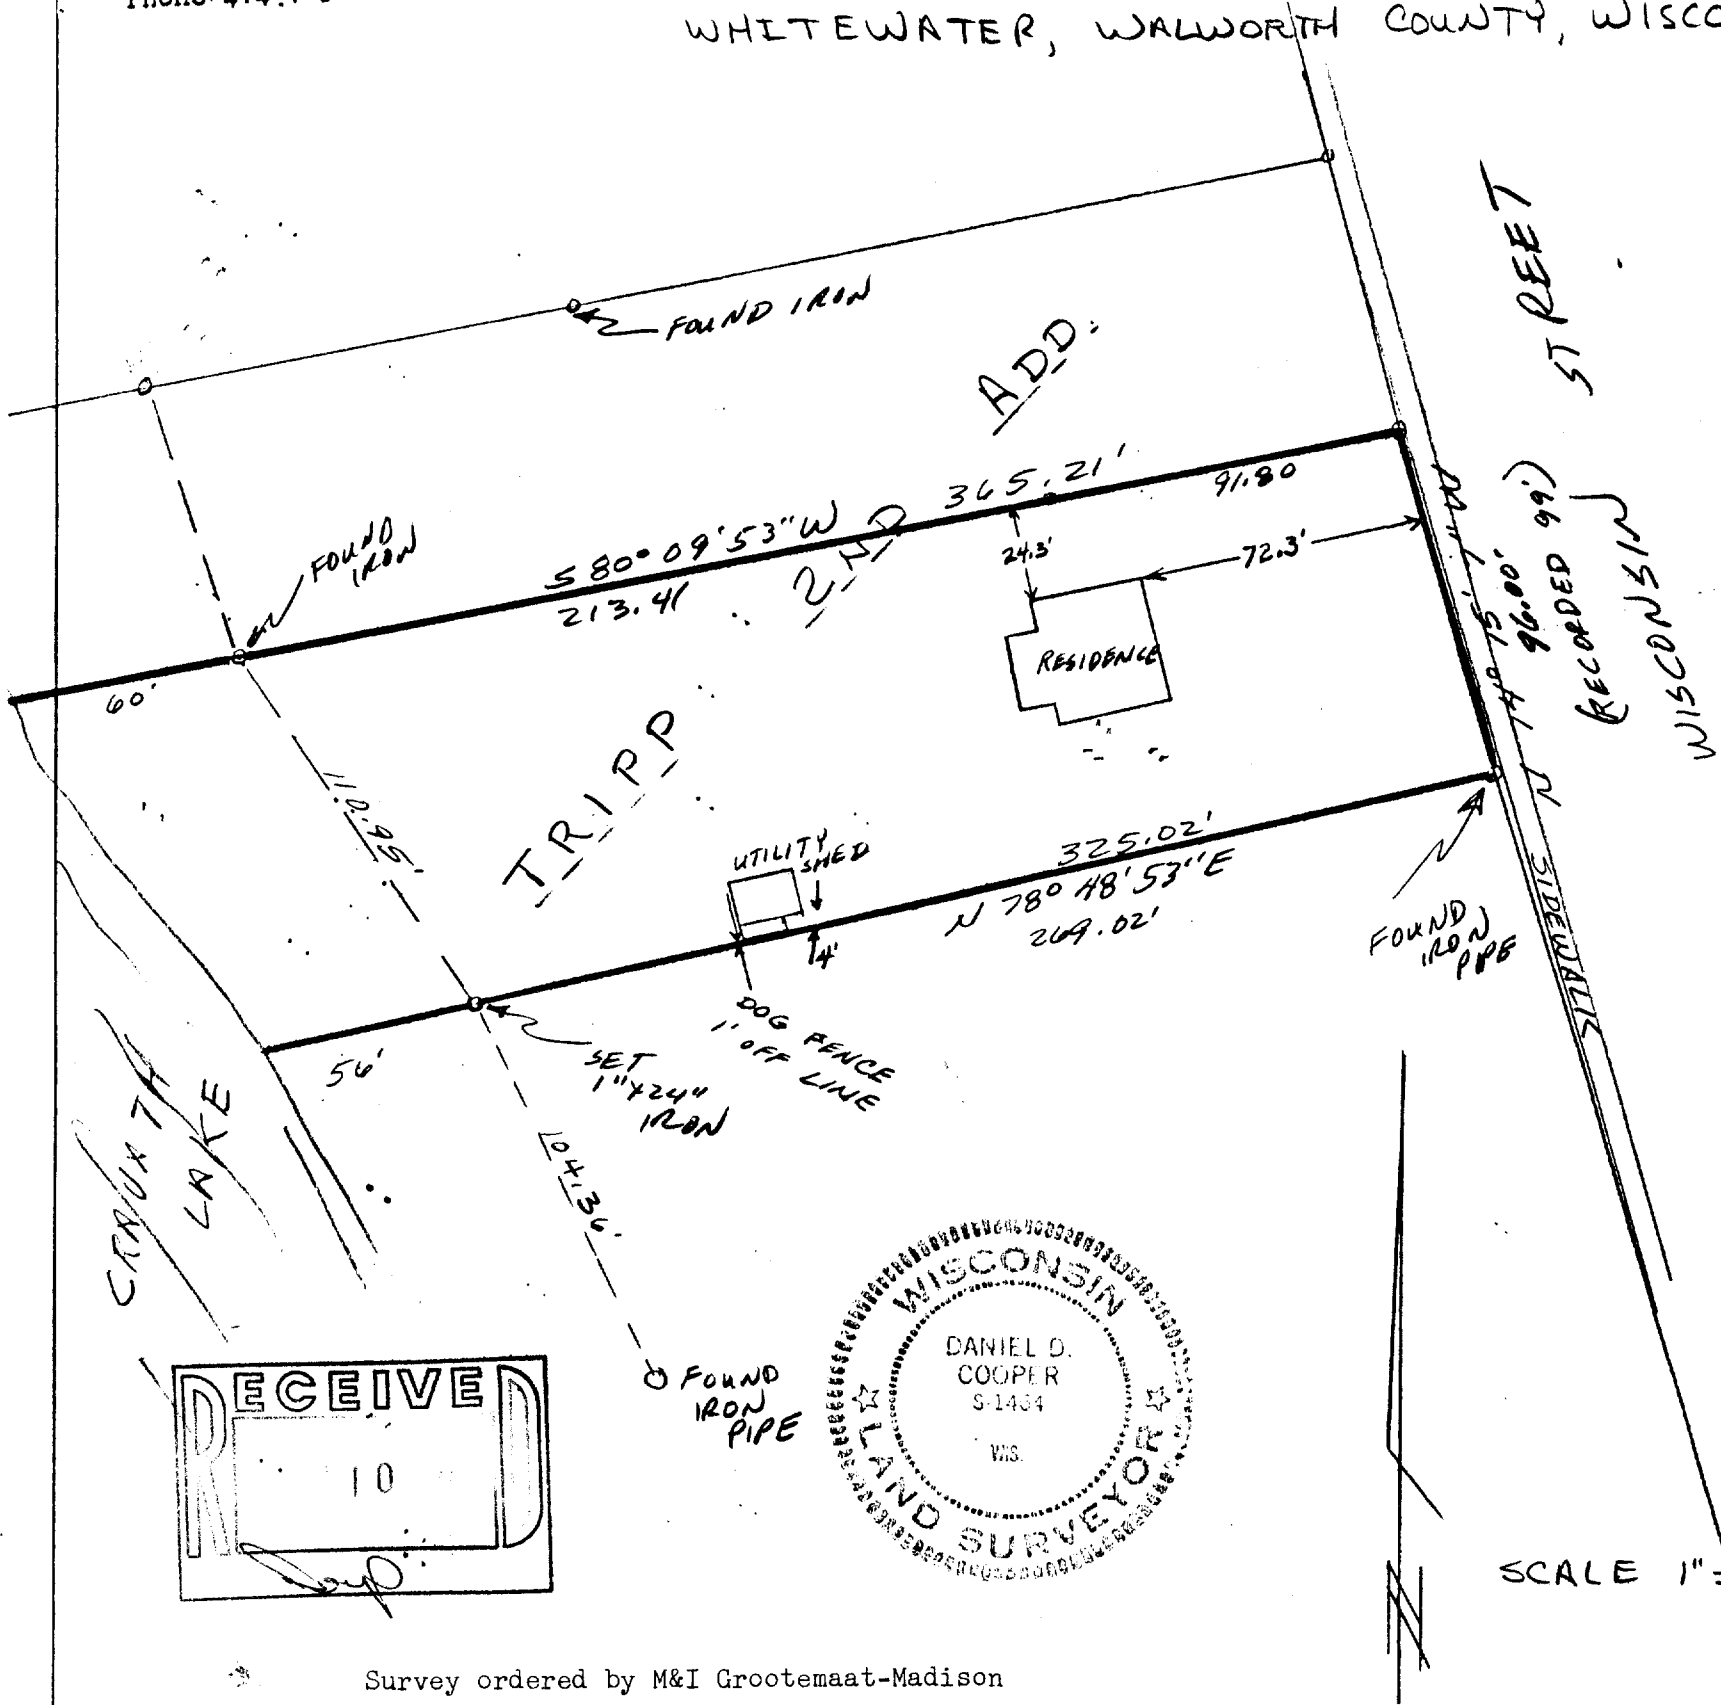 WHITEWATER, WALWORTH COUNTY, WISCO
FOUND IRON
STREET
ADD.
365.21'
91.80
S 80° 09' 53" W
213.41
2ND
FOUND
IRON
24.3'
72.3'
96.00'
(RECORDED 99')
WISCONSIN
WISCONSIN
RESIDENCE
60'
TRIPP
110.95'
UTILITY
SHED
325.02'
N 78° 48' 53" E
269.02'
4'
SIDEWALK
FOUND
IRON
PIPE
DOG FENCE
1' OFF LINE
56'
SET
1"X24"
IRON
LAKE
104.36'
FOUND
IRON
PIPE
WISCONSIN
DANIEL D.
COOPER
WIS.
LAND SURVEYOR
RECEIVED
10
N
SCALE 1"=
Survey ordered by M&I Grootemaat-Madison